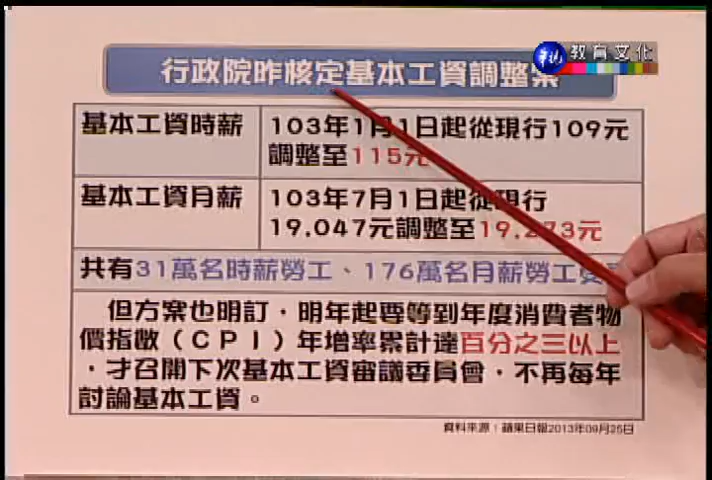 行政院昨核定基本工資調整案
華視 教育文化
基本工資時薪
103年1月1日起從現行109元
調整至115元
基本工資月薪
103年7月1日起從現行
19.047元調整至19.273元
共有31萬名時薪勞工、176萬名月薪勞工受
但方案也明訂，明年起要等到年度消費者物
價指數（CPI）年增率累計達百分之三以上
，才召開下次基本工資審議委員會，不再每年
討論基本工資。
資料來源：蘋果日報2013年09月25日